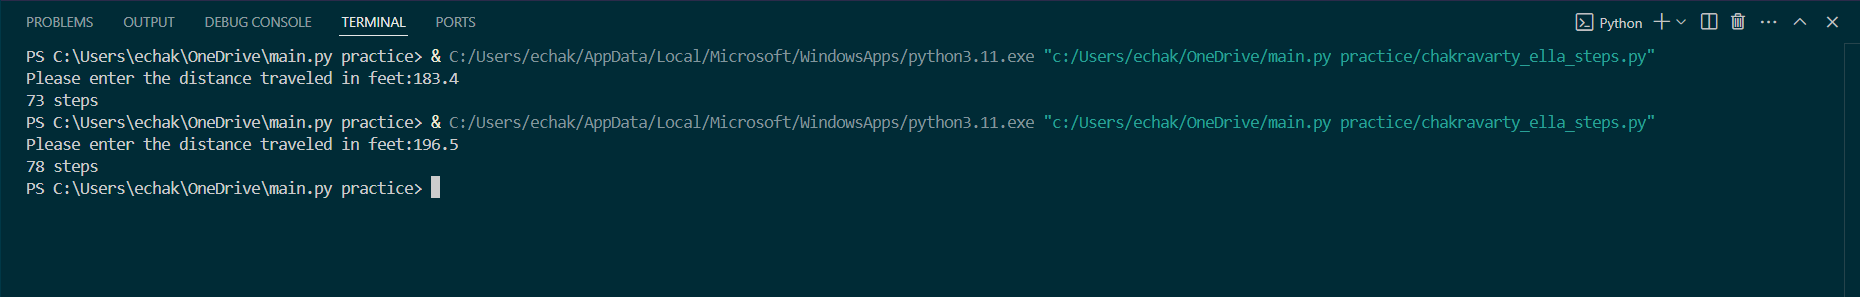 PROBLEMS OUTPUT DEBUG CONSOLE TERMINAL PORTS Python
PS C:\Users\echak\OneDrive\main.py practice> & C:/Users/echak/AppData/Local/Microsoft/WindowsApps/python3.11.exe "c:/Users/echak/OneDrive/main.py practice/chakravarty_ella_steps.py"
Please enter the distance traveled in feet:183.4
73 steps
PS C:\Users\echak\OneDrive\main.py practice> & C:/Users/echak/AppData/Local/Microsoft/WindowsApps/python3.11.exe "c:/Users/echak/OneDrive/main.py practice/chakravarty_ella_steps.py"
Please enter the distance traveled in feet:196.5
78 steps
PS C:\Users\echak\OneDrive\main.py practice>